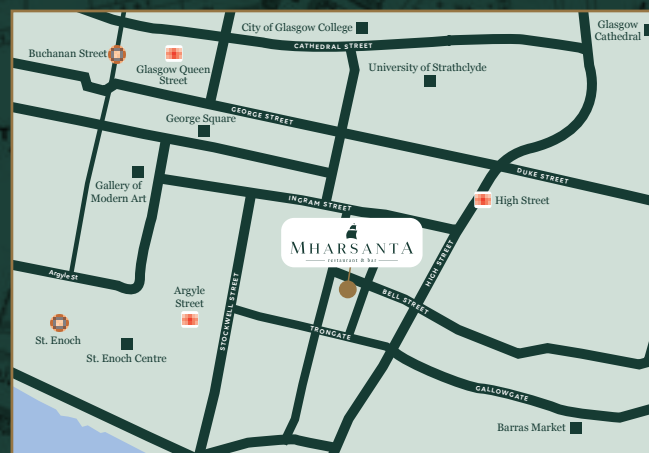 City of Glasgow College
Glasgow
Cathedral
CATHEDRAL STREET
Buchanan Street
Glasgow Queen
Street
University of Strathclyde
GEORGE STREET
George Square
DUKE STREET
Gallery of
Modern Art
INGRAM STREET
High Street
MHARSANTA
restaurant & bar
HIGH STREET
Argyle St
BELL STREET
Argyle
Street
STOCKWELL STREET
TRONGATE
St. Enoch
St. Enoch Centre
GALLOWGATE
Barras Market